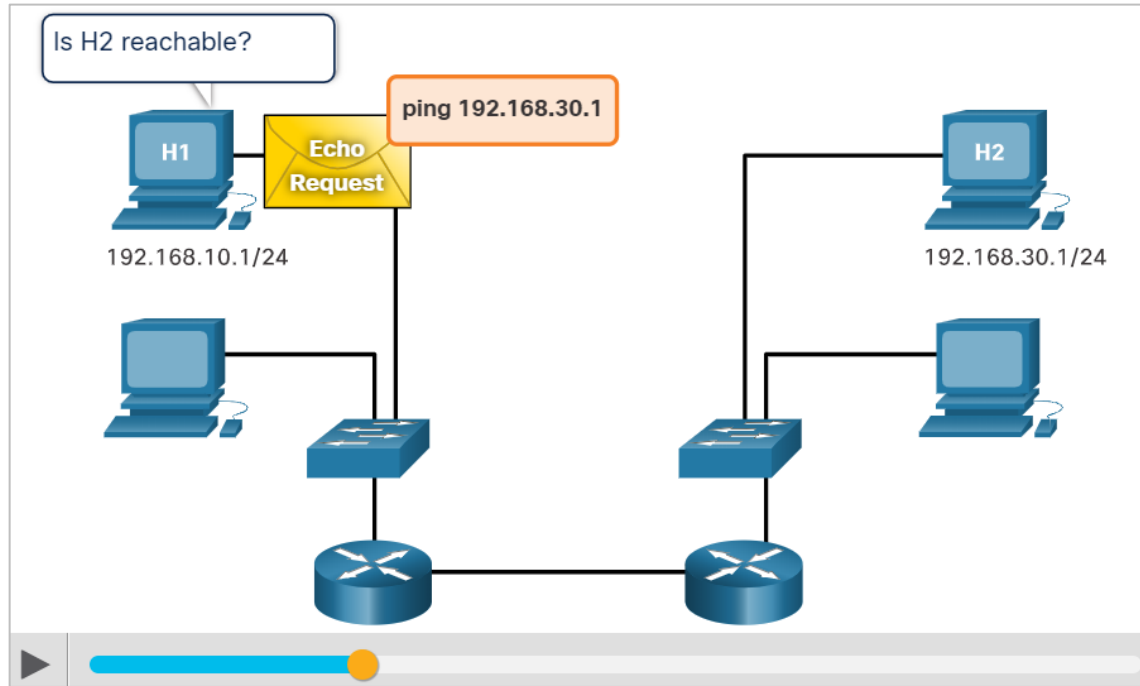 Is H2 reachable?
ping 192.168.30.1
H1
Echo
Request
H2
192.168.10.1/24
192.168.30.1/24